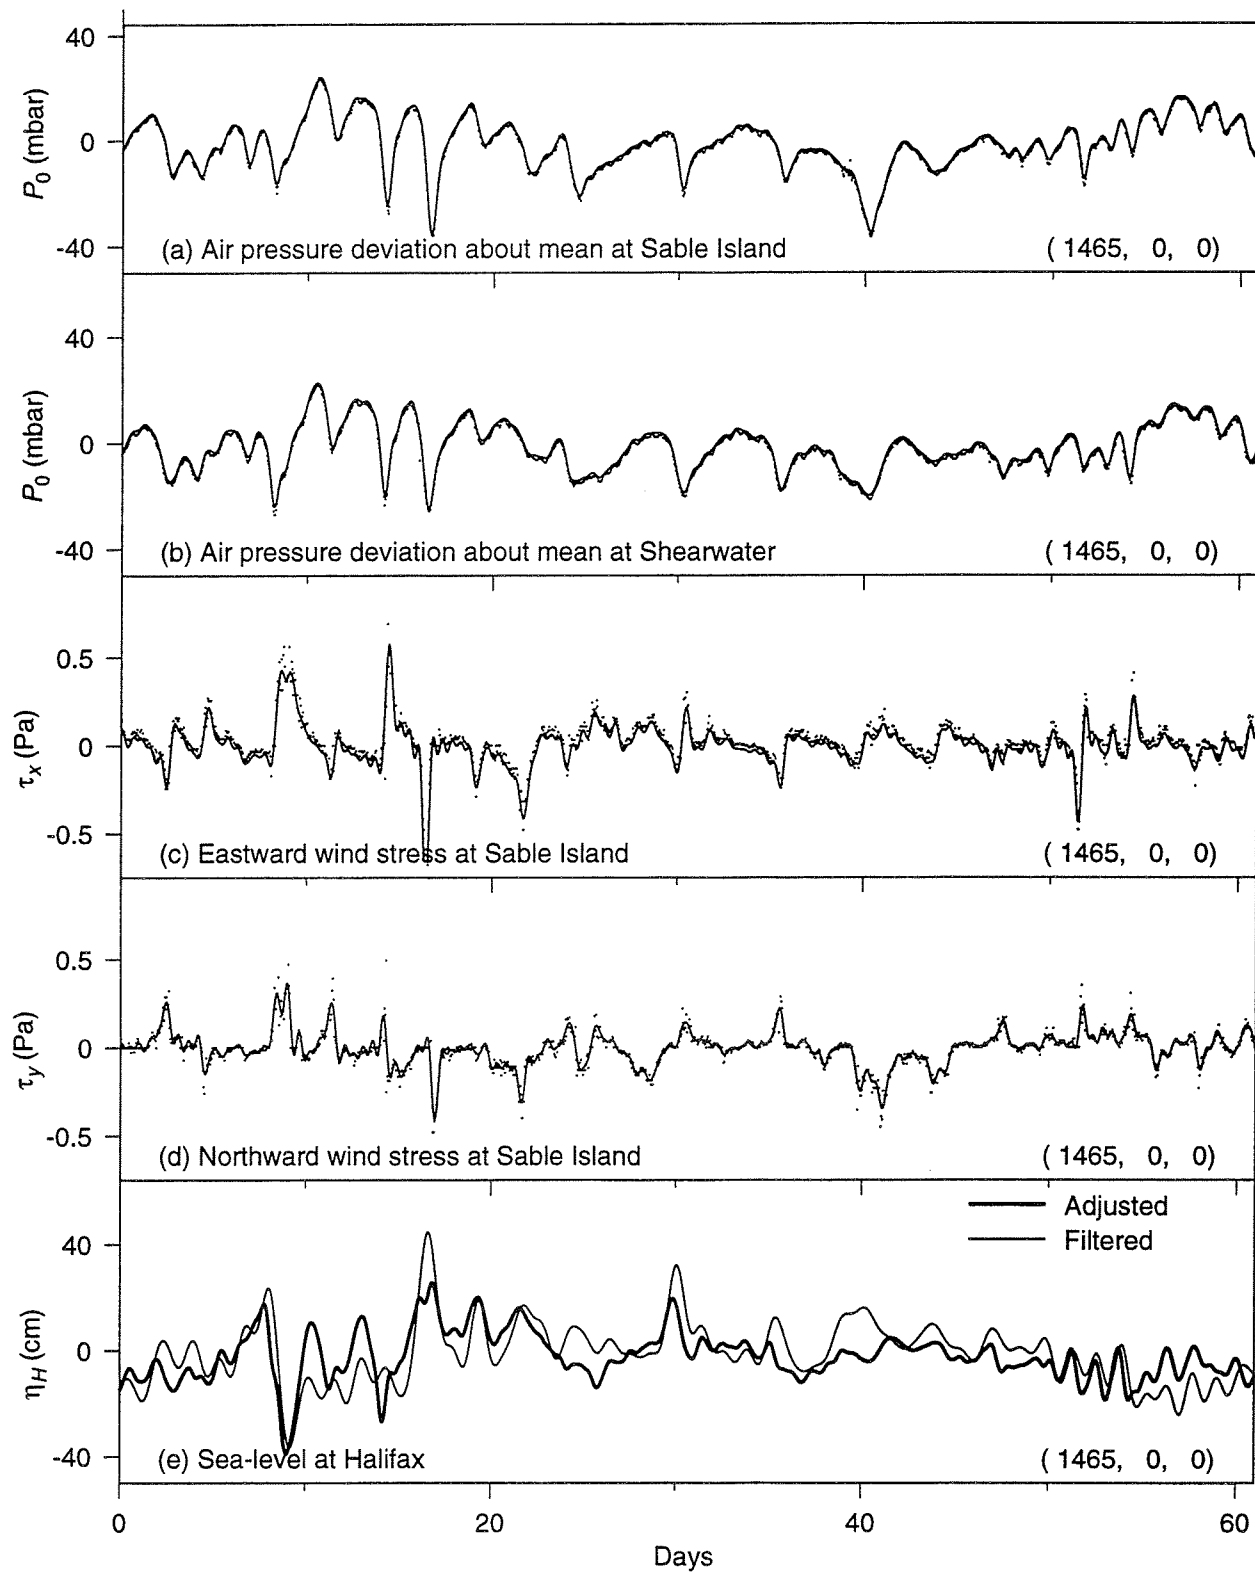 40
0
-40
P0 (mbar)
(a) Air pressure deviation about mean at Sable Island
( 1465, 0, 0)
40
0
-40
P0 (mbar)
(b) Air pressure deviation about mean at Shearwater
( 1465, 0, 0)
0.5
0
-0.5
τx (Pa)
(c) Eastward wind stress at Sable Island
( 1465, 0, 0)
0.5
0
-0.5
τy (Pa)
(d) Northward wind stress at Sable Island
( 1465, 0, 0)
Adjusted
Filtered
40
0
-40
ηH (cm)
(e) Sea-level at Halifax
( 1465, 0, 0)
0 20 40 60
Days